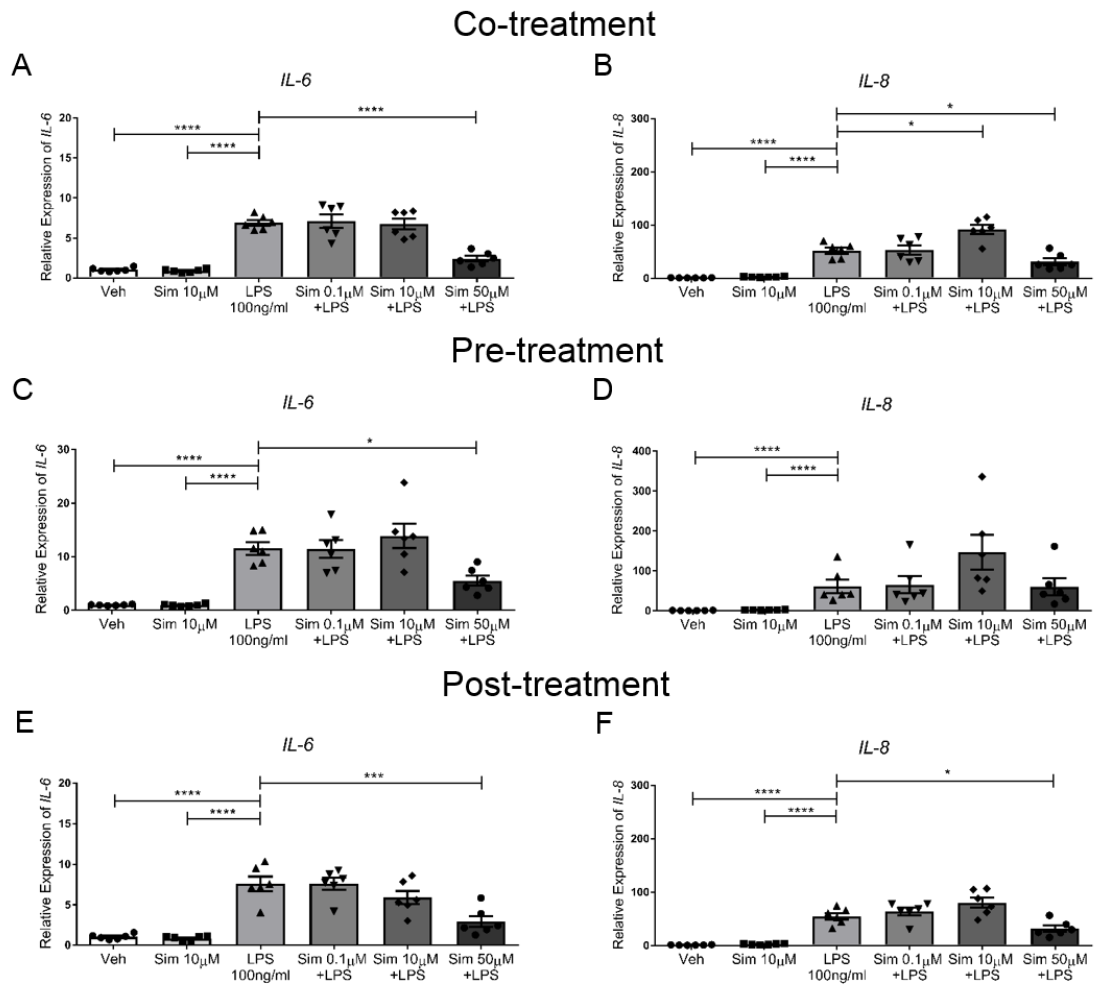 Co-treatment
A
IL-6
Relative Expression of IL-6
20
15
10
5
0
****
****
****
Veh
Sim 10μM
LPS
100ng/ml
Sim 0.1μM
+LPS
Sim 10μM
+LPS
Sim 50μM
+LPS
B
IL-8
Relative Expression of IL-8
300
200
100
0
*
*
****
****
Veh
Sim 10μM
LPS
100ng/ml
Sim 0.1μM
+LPS
Sim 10μM
+LPS
Sim 50μM
+LPS
Pre-treatment
C
IL-6
Relative Expression of IL-6
30
20
10
0
*
****
****
Veh
Sim 10μM
LPS
100ng/ml
Sim 0.1μM
+LPS
Sim 10μM
+LPS
Sim 50μM
+LPS
D
IL-8
Relative Expression of IL-8
400
300
200
100
0
****
****
Veh
Sim 10μM
LPS
100ng/ml
Sim 0.1μM
+LPS
Sim 10μM
+LPS
Sim 50μM
+LPS
Post-treatment
E
IL-6
Relative Expression of IL-6
20
15
10
5
0
***
****
****
Veh
Sim 10μM
LPS
100ng/ml
Sim 0.1μM
+LPS
Sim 10μM
+LPS
Sim 50μM
+LPS
F
IL-8
Relative Expression of IL-8
300
200
100
0
*
****
****
Veh
Sim 10μM
LPS
100ng/ml
Sim 0.1μM
+LPS
Sim 10μM
+LPS
Sim 50μM
+LPS